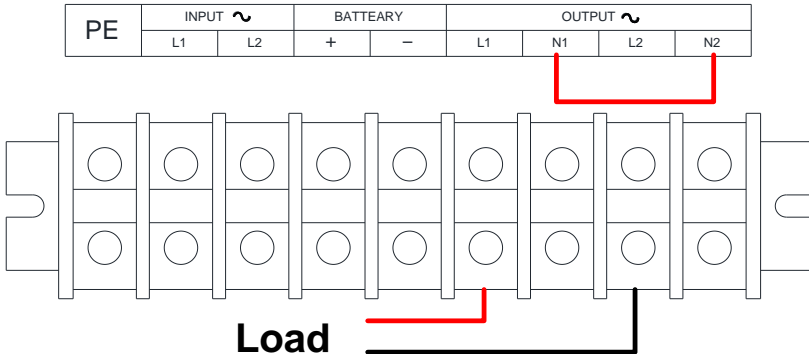 PE INPUT ∿ BATTEARY OUTPUT ∿
L1 L2 + − L1 N1 L2 N2
Load